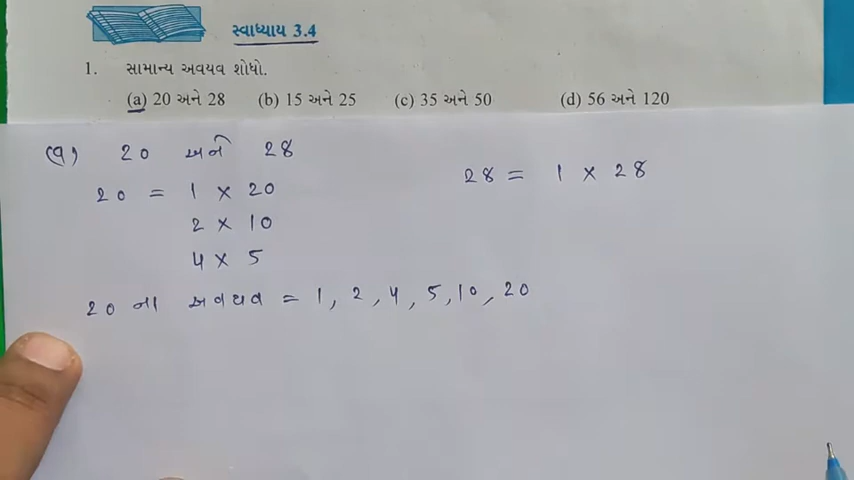 સ્વાધ્યાય 3.4
1. સામાન્ય અવયવ શોધો.
(a) 20 અને 28 (b) 15 અને 25 (c) 35 અને 50 (d) 56 અને 120
(૧) 20 અને 28
20 = 1 × 20 28 = 1 × 28
2 × 10
4 × 5
20 ના અવયવ = 1, 2, 4, 5, 10, 20